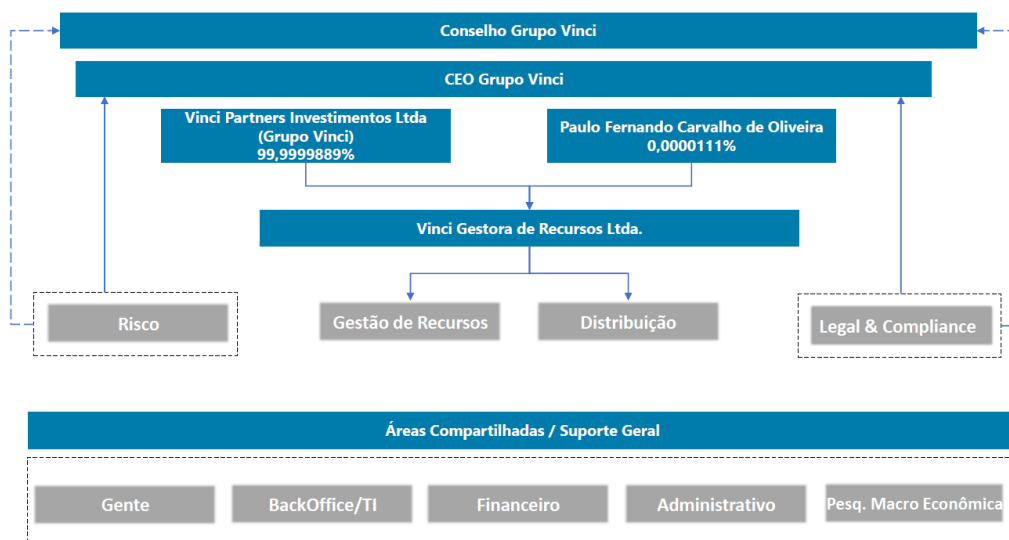 Conselho Grupo Vinci
CEO Grupo Vinci
Vinci Partners Investimentos Ltda
(Grupo Vinci)
99,9999889%
Paulo Fernando Carvalho de Oliveira
0,0000111%
Vinci Gestora de Recursos Ltda.
Risco
Gestão de Recursos
Distribuição
Legal & Compliance
Áreas Compartilhadas / Suporte Geral
Gente
BackOffice/TI
Financeiro
Administrativo
Pesq. Macro Econômica